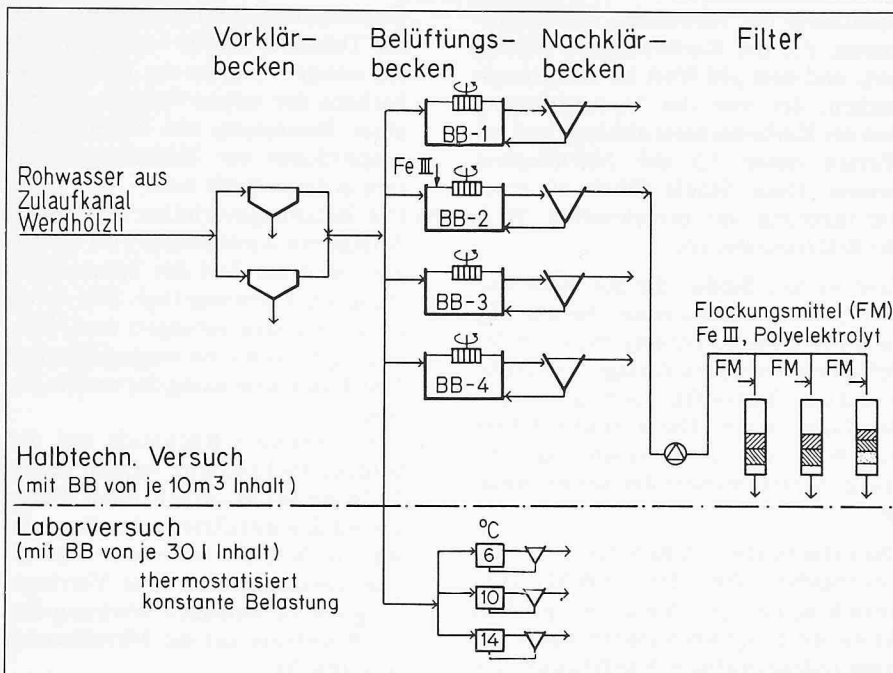 Vorklär-
becken
Belüftungs-
becken
Nachklär-
becken
Filter
BB-1
Fe III
BB-2
BB-3
BB-4
Rohwasser aus
Zulaufkanal
Werdhölzli
Flockungsmittel (FM)
Fe III, Polyelektrolyt
FM FM FM
Halbtechn. Versuch
(mit BB von je 10m³ Inhalt)
Laborversuch
(mit BB von je 30 l Inhalt)
thermostatisiert
konstante Belastung
°C
6
10
14